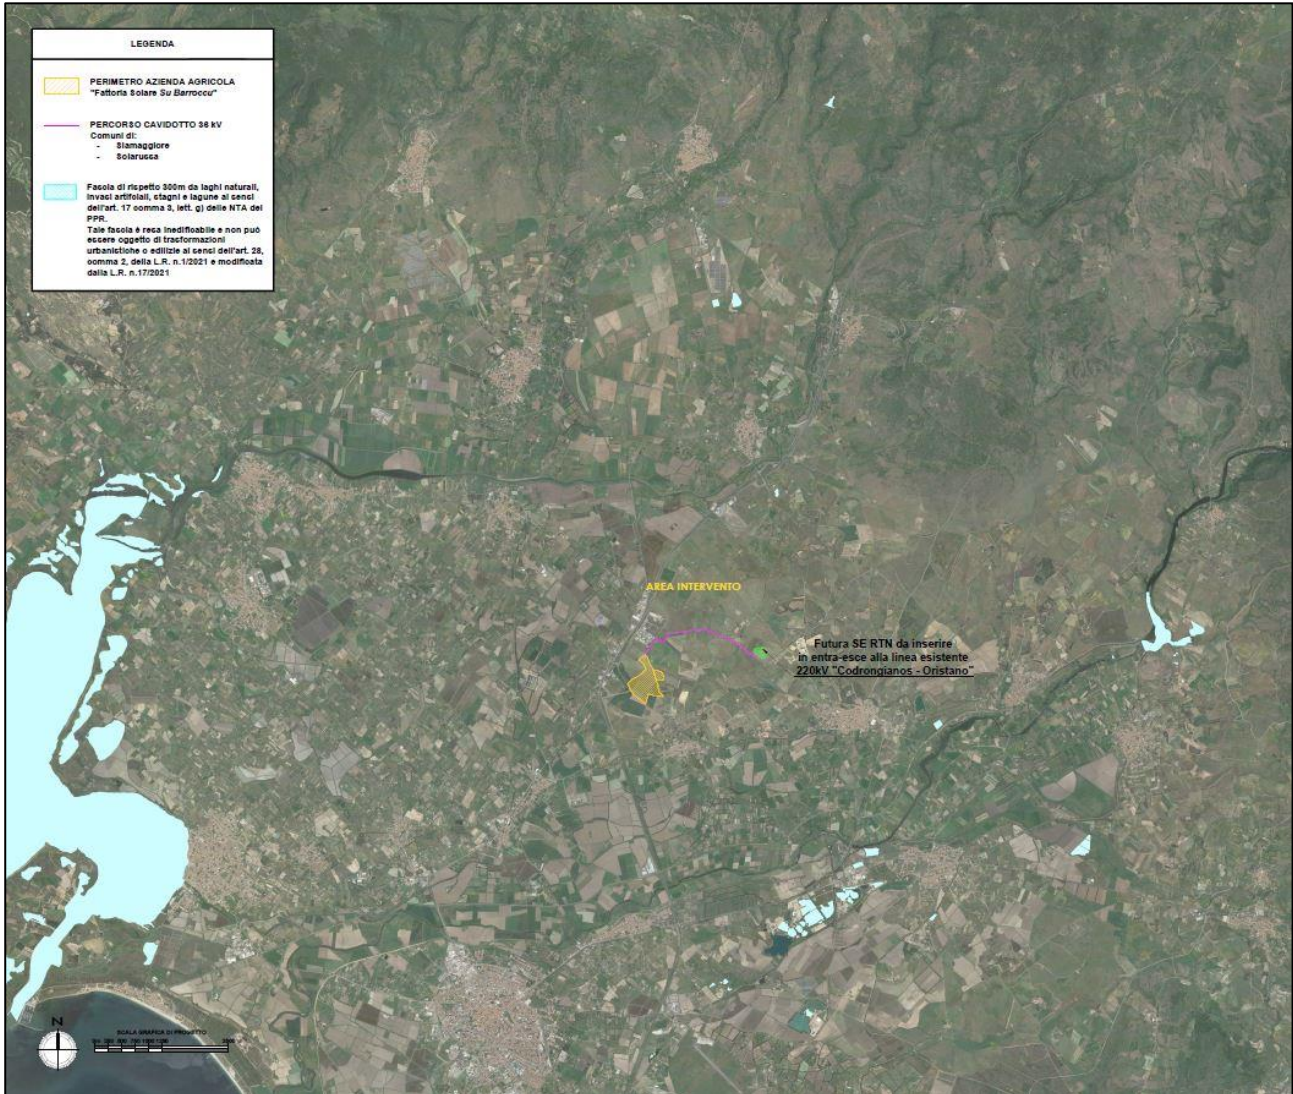 LEGENDA
PERIMETRO AZIENDA AGRICOLA
"Fattoria Solare Su Barroccu"
PERCORSO CAVIDOTTO 36 kV
Comuni di:
- Siamaggiore
- Solarussa
Fascia di rispetto 300m da laghi naturali,
invasi artificiali, stagni e lagune ai sensi
dell'art. 17 comma 3, lett. g) delle NTA del
PPR.
Tale fascia è resa inedificabile e non può
essere oggetto di trasformazioni
urbanistiche o edilizie ai sensi dell'art. 28,
comma 2, della L.R. n.1/2021 e modificata
dalla L.R. n.17/2021
AREA INTERVENTO
Futura SE RTN da inserire
in entra-esce alla linea esistente
220kV "Codrongianos - Oristano"
N
SCALA GRAFICA DI PROGETTO